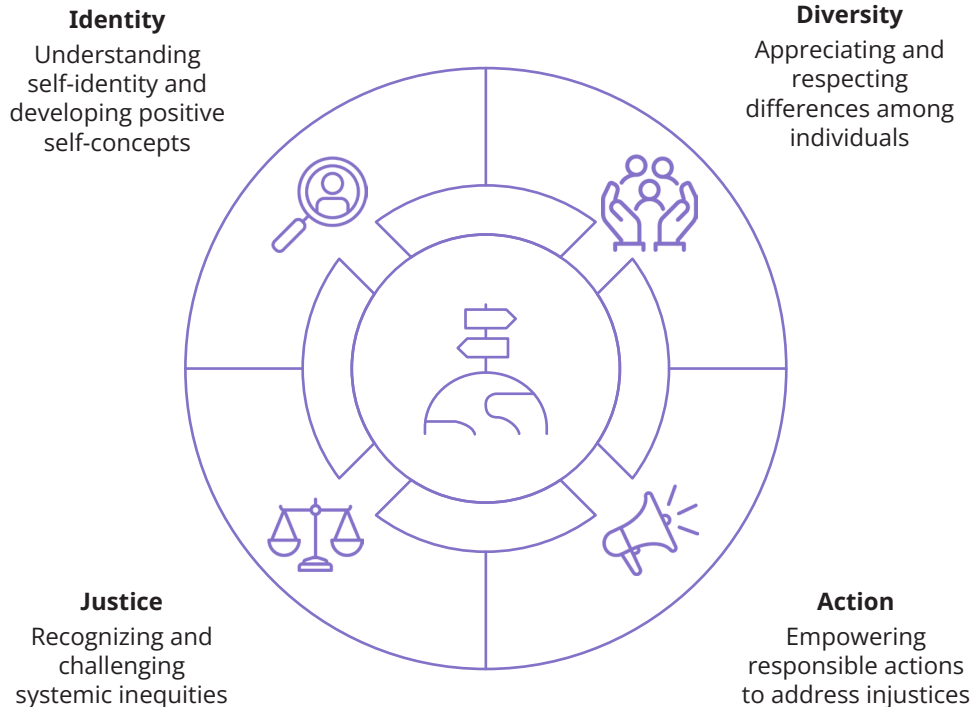 Identity
Understanding
self-identity and
developing positive
self-concepts
Diversity
Appreciating and
respecting
differences among
individuals
Justice
Recognizing and
challenging
systemic inequities
Action
Empowering
responsible actions
to address injustices